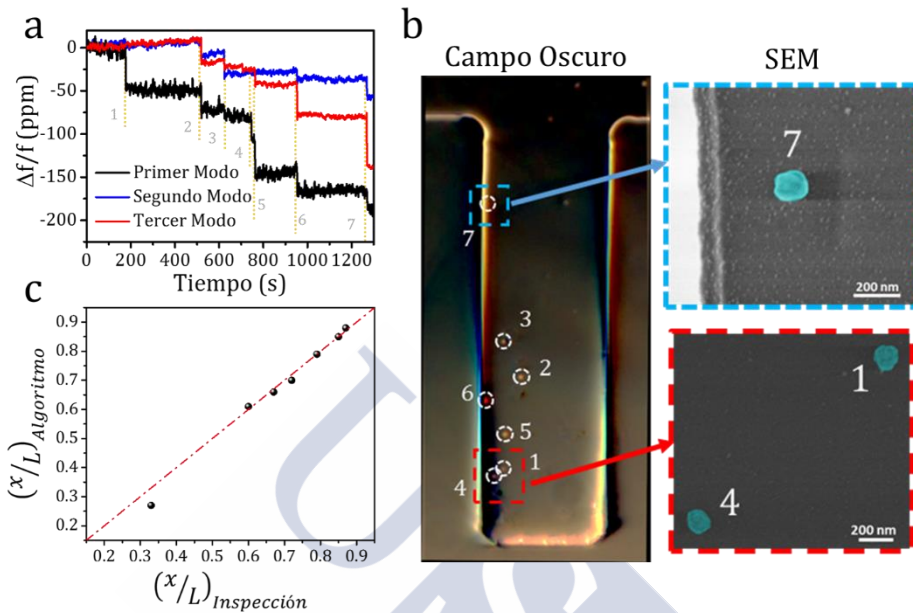 a
0
-50
-100
-150
-200
Δf/f (ppm)
1
2
3
4
5
6
7
Primer Modo
Segundo Modo
Tercer Modo
0 200 400 600 800 1000 1200
Tiempo (s)
b
Campo Oscuro
SEM
7
3
2
6
5
1
4
7
200 nm
1
4
200 nm
c
0.9
0.8
0.7
0.6
0.5
0.4
0.3
0.2
(x/L)Algoritmo
0.2 0.3 0.4 0.5 0.6 0.7 0.8 0.9
(x/L)Inspección